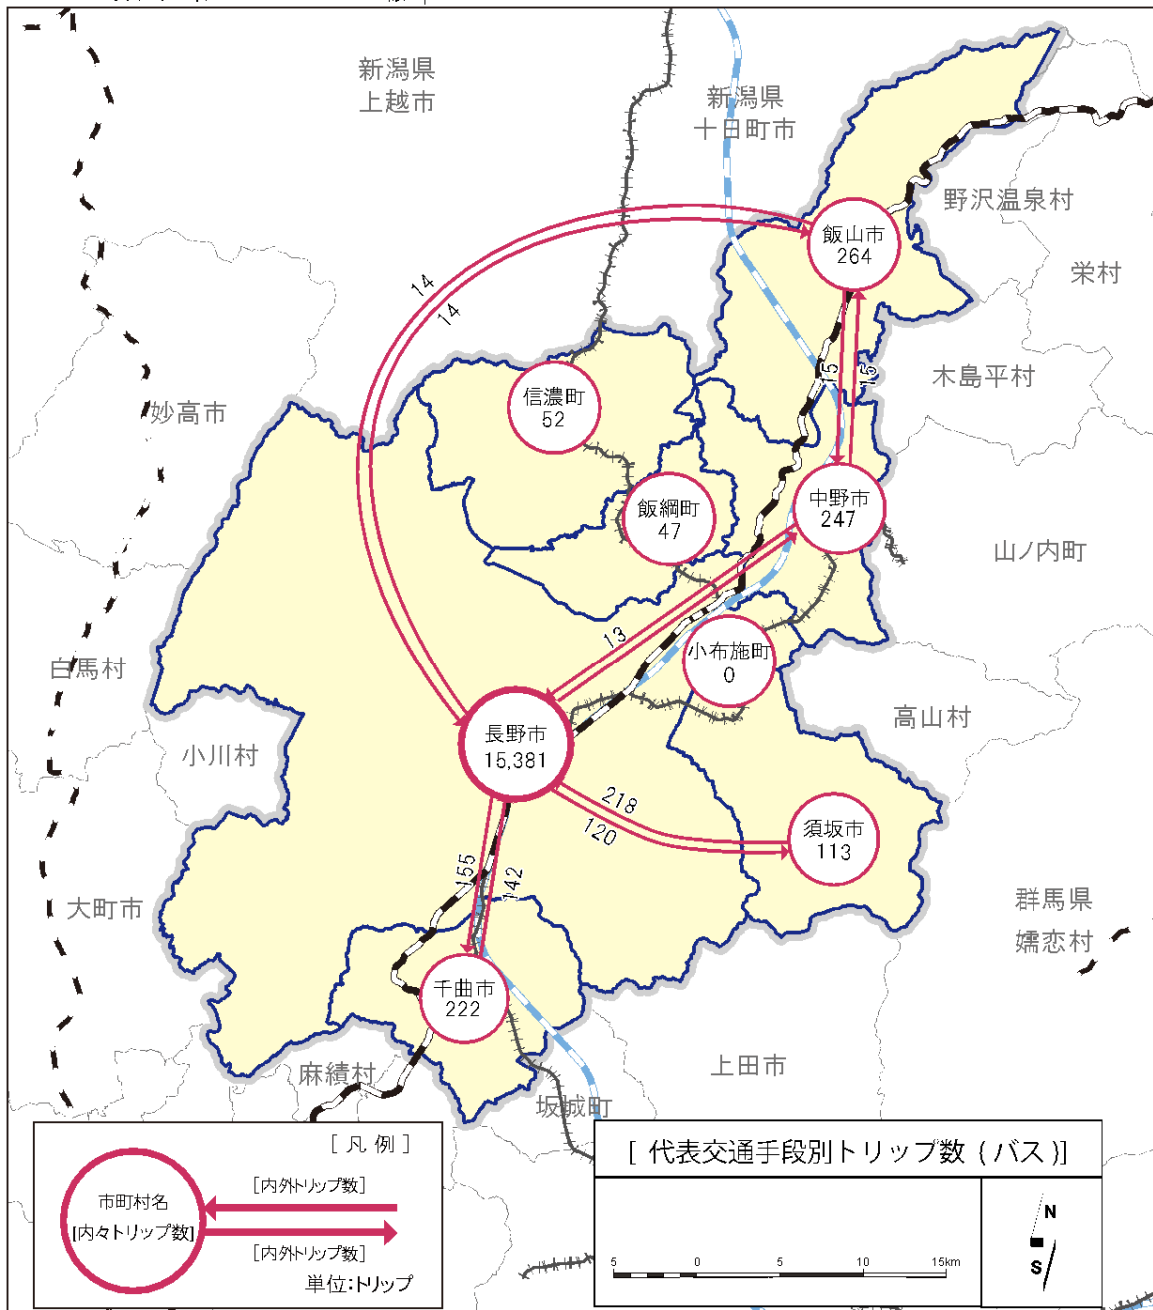 新潟県
上越市
新潟県
十日町市
野沢温泉村
飯山市
264
栄村
14
14
木島平村
15
15
信濃町
52
妙高市
中野市
247
飯綱町
47
山ノ内町
13
小布施町
0
白馬村
高山村
小川村
長野市
15,381
218
120
須坂市
113
155
142
大町市
群馬県
嬬恋村
千曲市
222
麻績村
上田市
坂城町
[ 凡 例 ]
市町村名
[内々トリップ数]
[内外トリップ数]
[内外トリップ数]
単位:トリップ
[ 代表交通手段別トリップ数 ( バス )]
N
S
5 0 5 10 15km